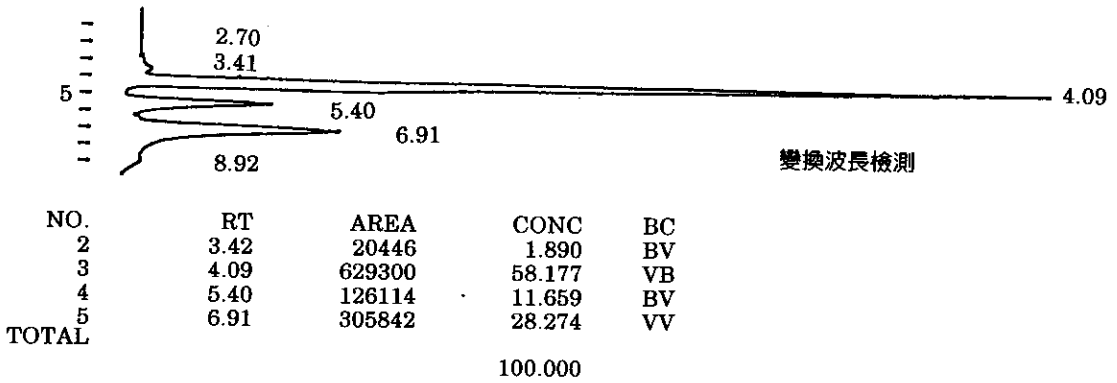 2.70
3.41
5
4.09
5.40
6.91
變換波長檢測
8.92
NO. RT AREA CONC BC
2 3.42 20446 1.890 BV
3 4.09 629300 58.177 VB
4 5.40 126114 11.659 BV
5 6.91 305842 28.274 VV
TOTAL
100.000